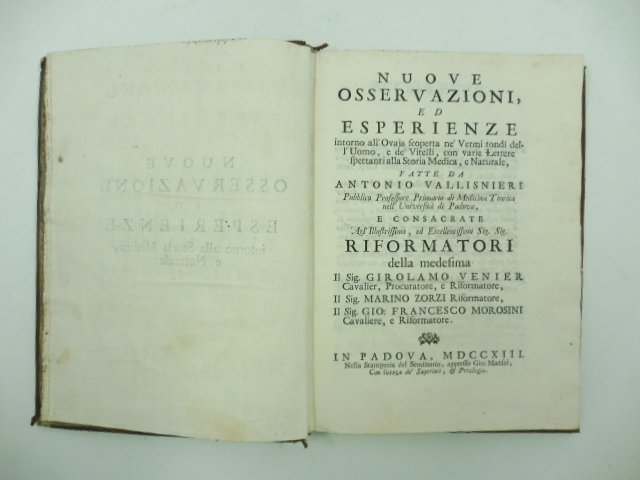 NUOVE
OSSERVAZIONI,
ED
ESPERIENZE
intorno all'Ovaja scoperta ne' Vermi tondi del-
l'Uomo, e de' Vitelli, con varie Lettere
spettanti alla Storia Medica, e Naturale,
FATTE DA
ANTONIO VALLISNIERI
Pubblico Professore Primario di Medicina Teorica
nell'Università di Padova,
E CONSACRATE
Agl' Illustrissimi, ed Eccellentissimi Sig. Sig.
RIFORMATORI
della medesima
Il Sig. GIROLAMO VENIER
Cavalier, Procuratore, e Riformatore,
Il Sig. MARINO ZORZI Riformatore,
Il Sig. GIO: FRANCESCO MOROSINI
Cavaliere, e Riformatore.
IN PADOVA, MDCCXIII.
Nella Stamperia del Seminario, appresso Gio: Manfrè,
Con licenza de' Superiori, & Privilegio.